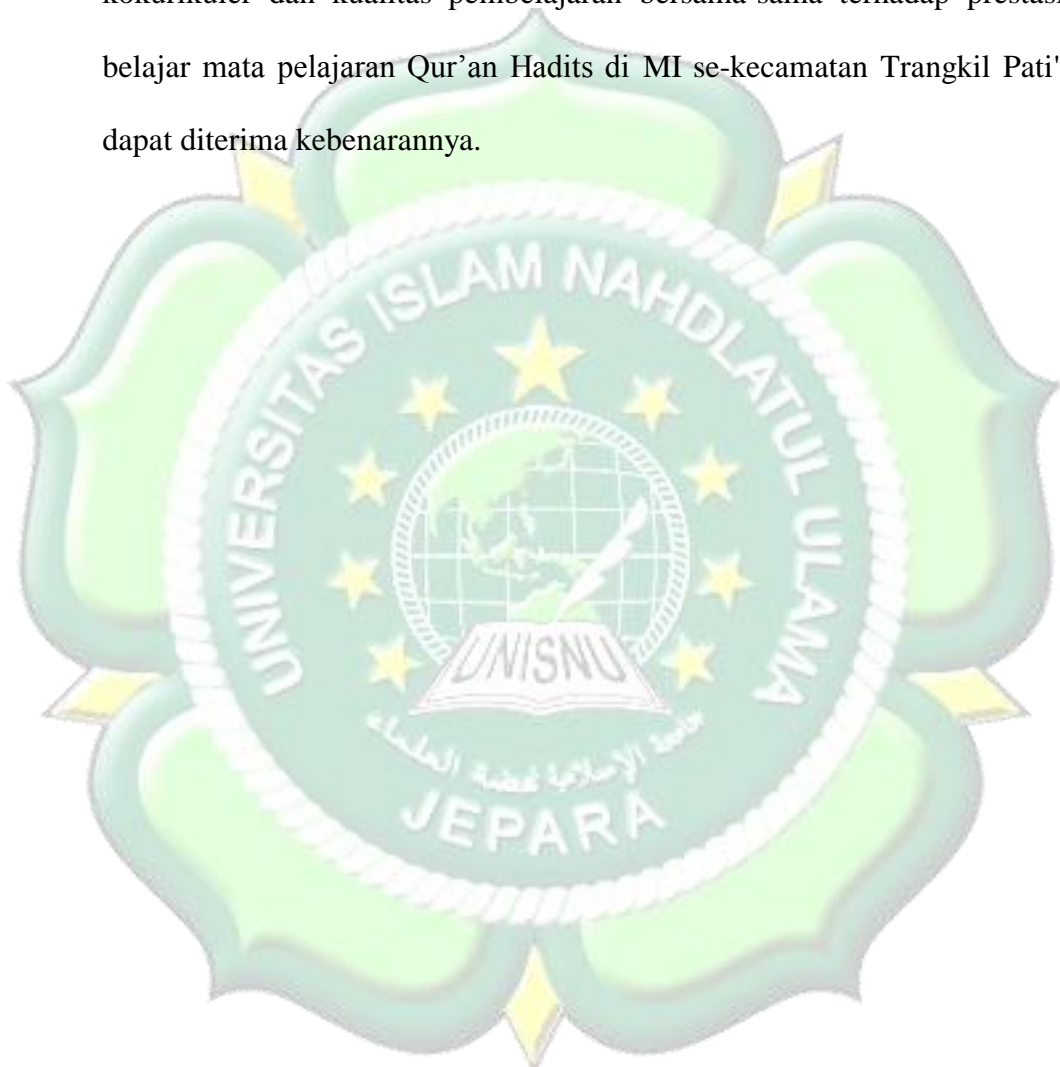 kokurikuler dan kualitas pembelajaran bersama-sama terhadap prestasi
belajar mata pelajaran Qur'an Hadits di MI se-kecamatan Trangkil Pati"
dapat diterima kebenarannya.
UNIVERSITAS ISLAM NAHDLATUL ULAMA
UNISNU
JEPARA